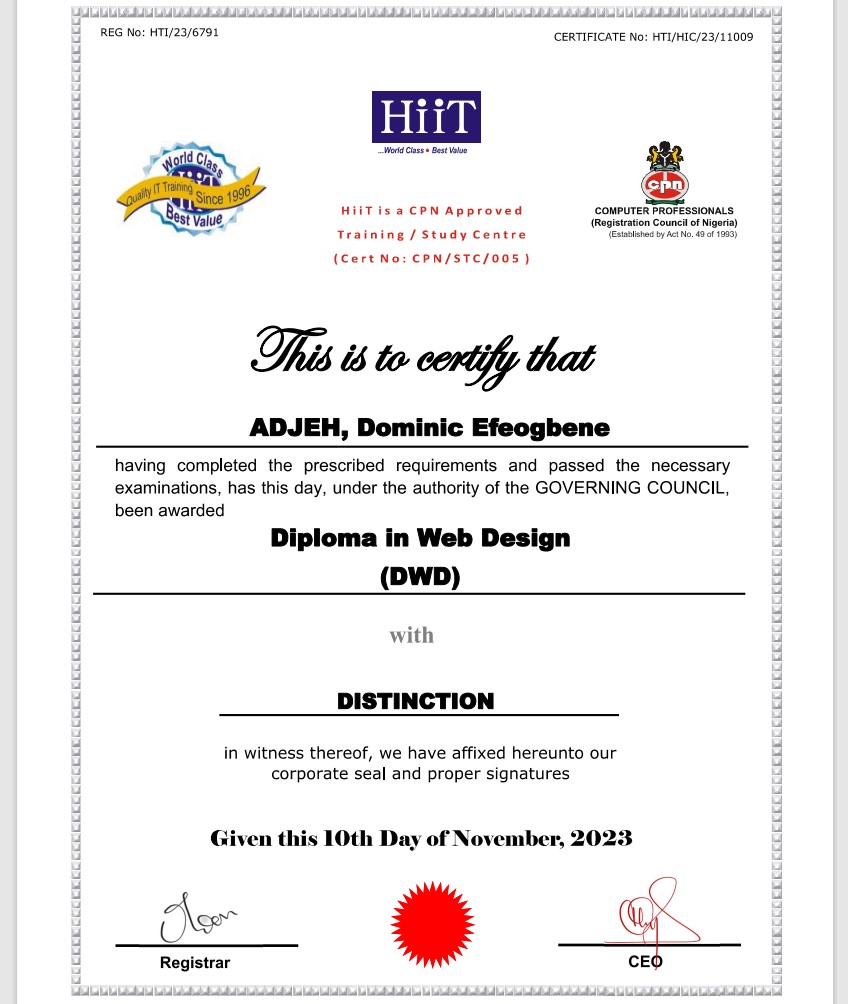 REG No: HTI/23/6791
CERTIFICATE No: HTI/HIC/23/11009
HiiT
...World Class • Best Value
World Class
Quality IT Training Since 1996
HiiT
Best Value
HiiT is a CPN Approved
Training / Study Centre
(Cert No: CPN/STC/005 )
cpn
COMPUTER PROFESSIONALS
(Registration Council of Nigeria)
(Established by Act No. 49 of 1993)
This is to certify that
ADJEH, Dominic Efeogbene
having completed the prescribed requirements and passed the necessary
examinations, has this day, under the authority of the GOVERNING COUNCIL,
been awarded
Diploma in Web Design
(DWD)
with
DISTINCTION
in witness thereof, we have affixed hereunto our
corporate seal and proper signatures
Given this 10th Day of November, 2023
Registrar
CEO